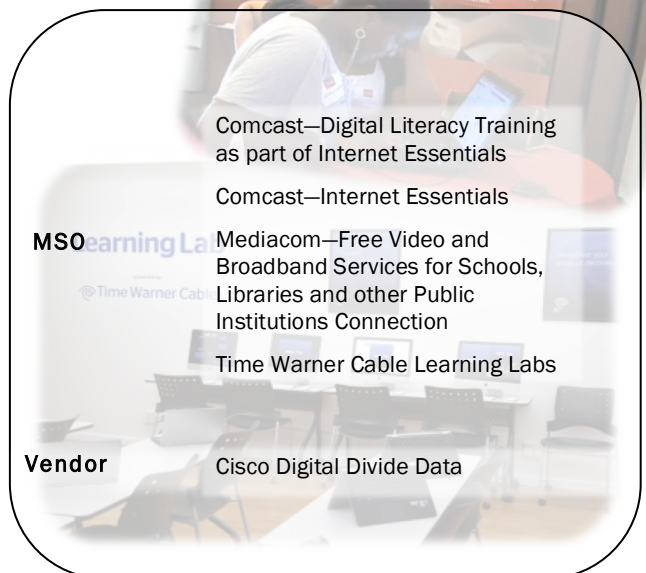 Comcast—Digital Literacy Training
as part of Internet Essentials
Comcast—Internet Essentials
MSO
Mediacom—Free Video and
Broadband Services for Schools,
Libraries and other Public
Institutions Connection
Time Warner Cable Learning Labs
earning La
Time Warner Cable
Vendor
Cisco Digital Divide Data